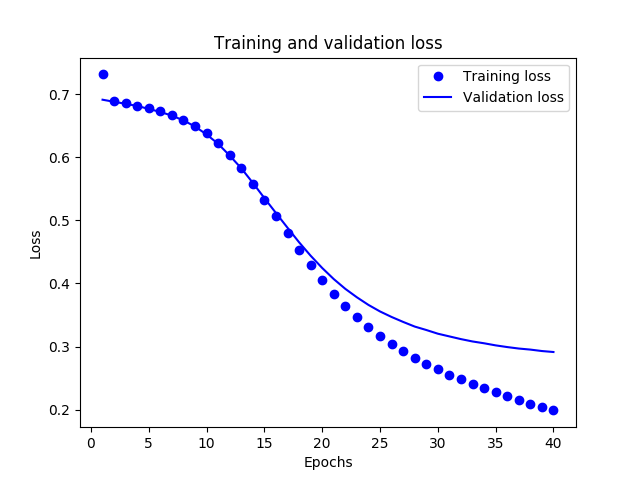 Training and validation loss
Training loss
Validation loss
0.7
0.6
0.5
0.4
0.3
0.2
Loss
0 5 10 15 20 25 30 35 40
Epochs